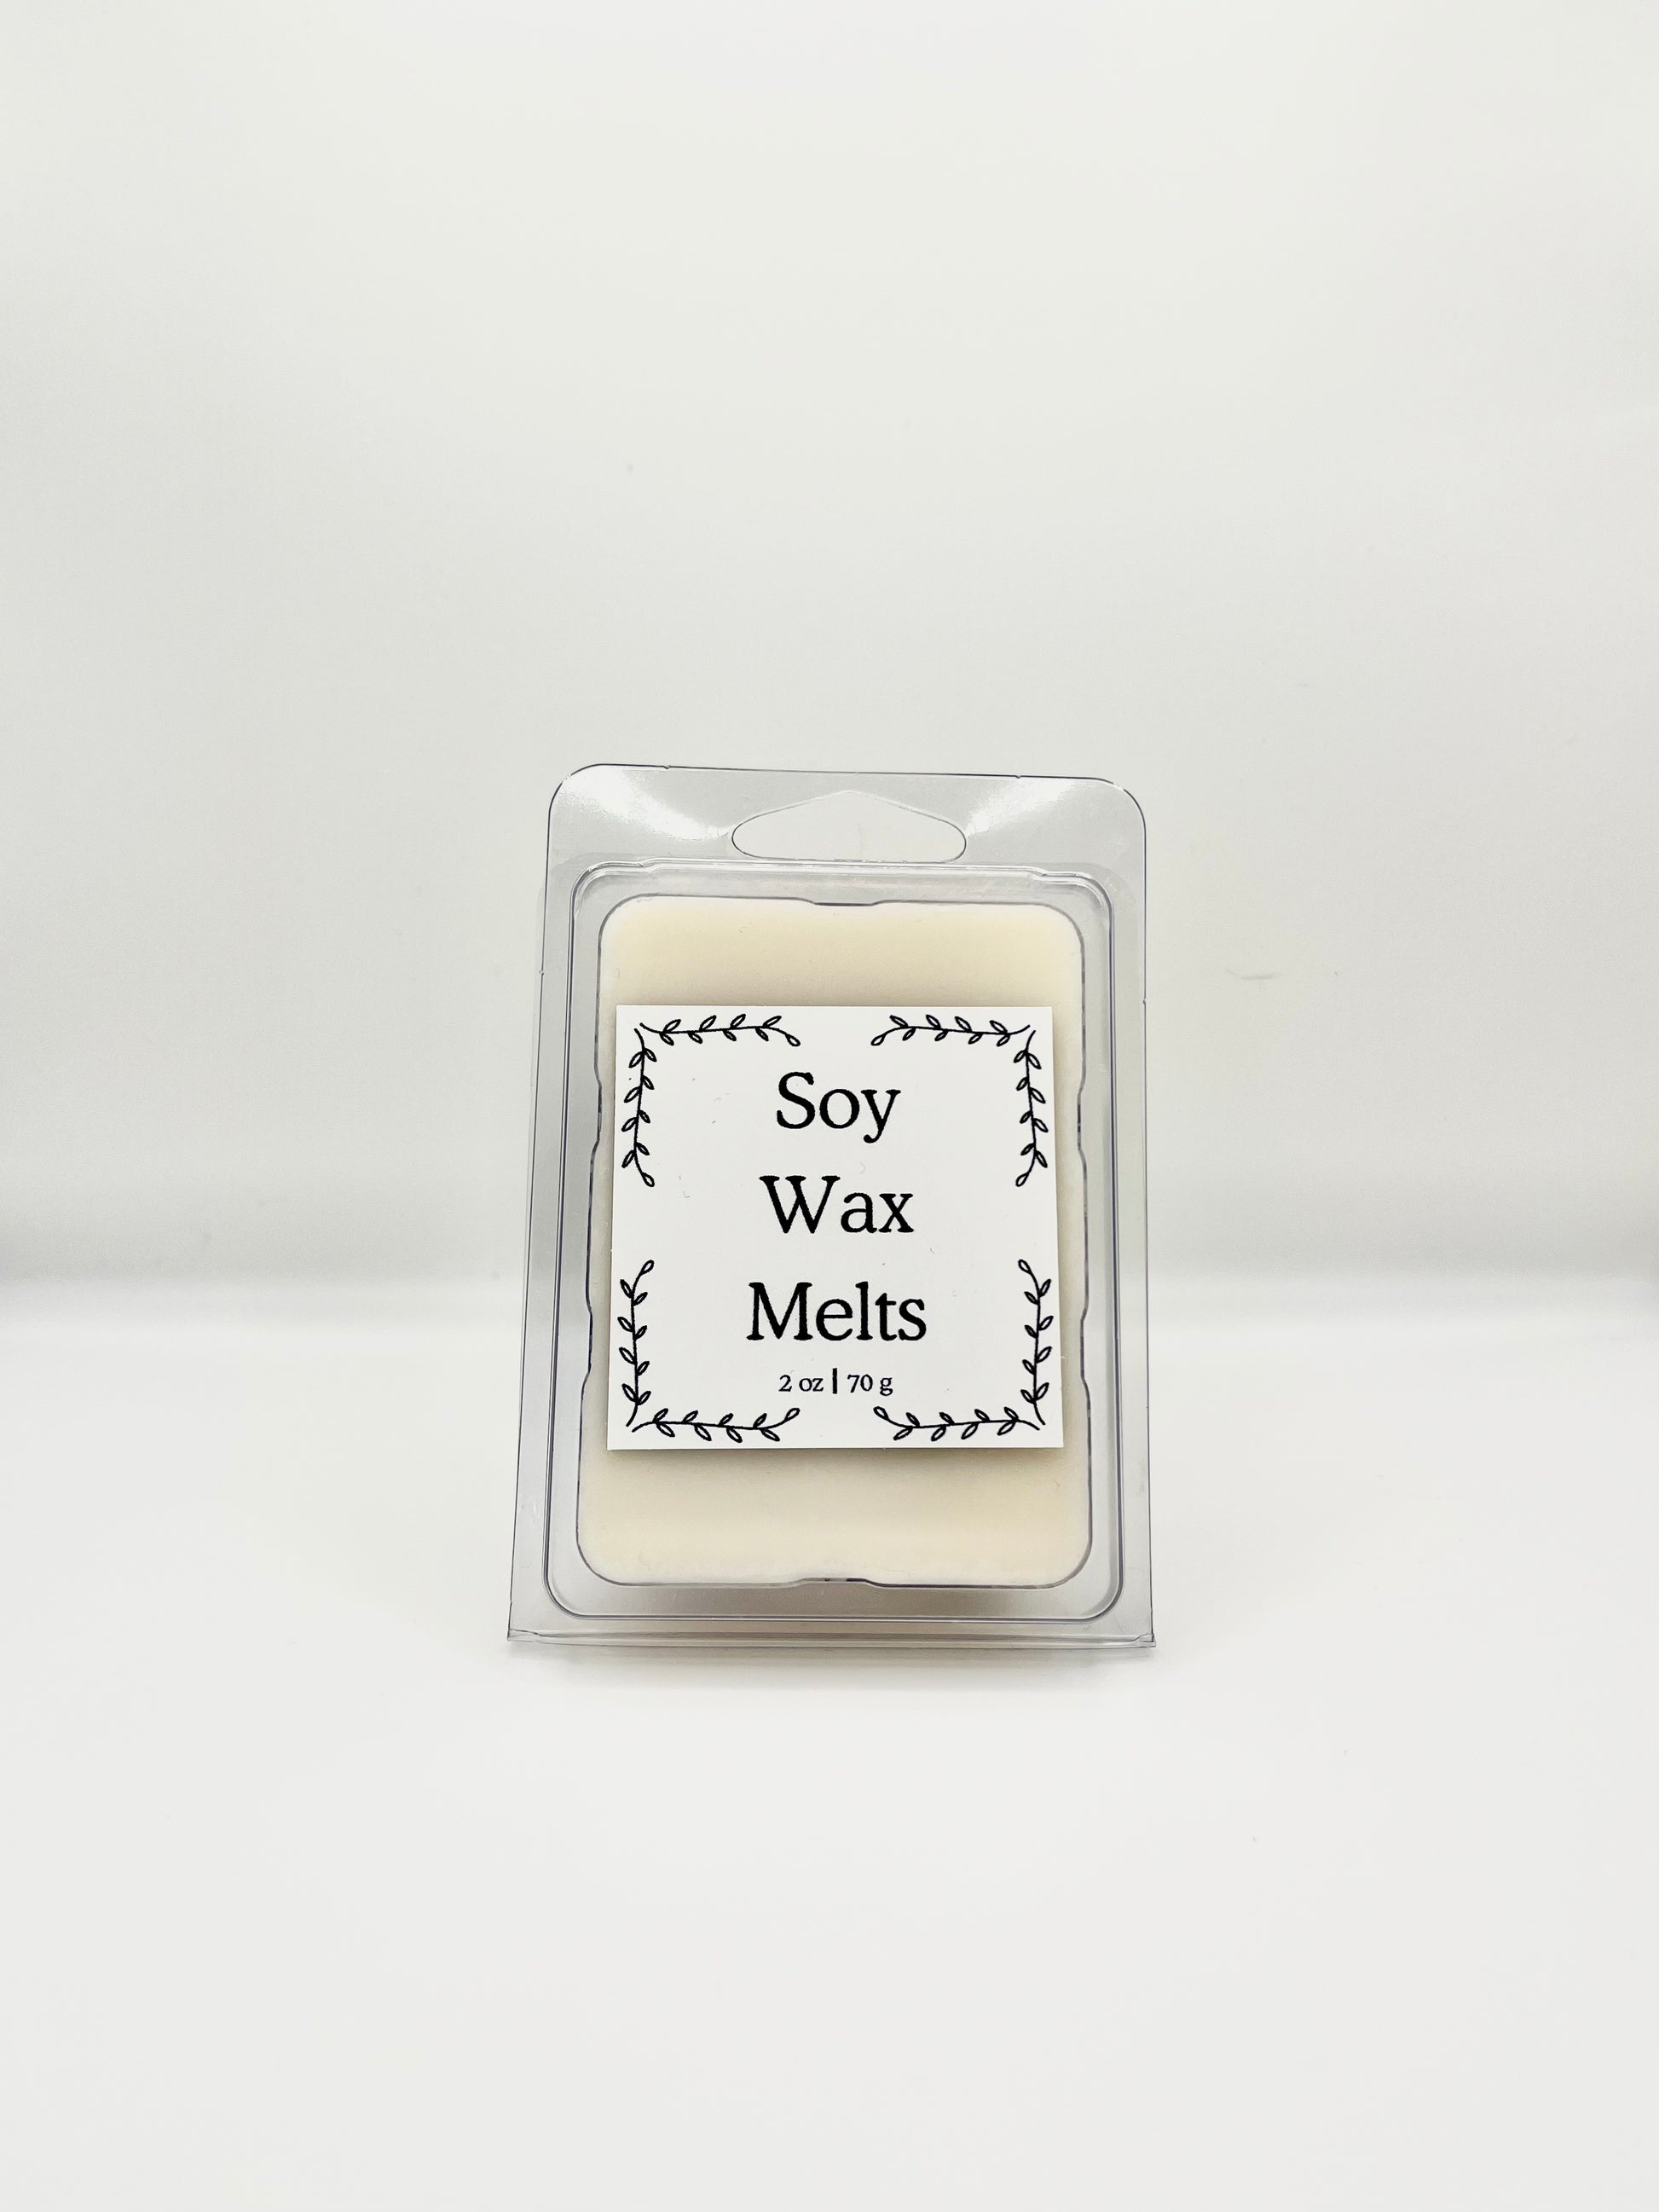 Soy
Wax
Melts
2 oz | 70 g